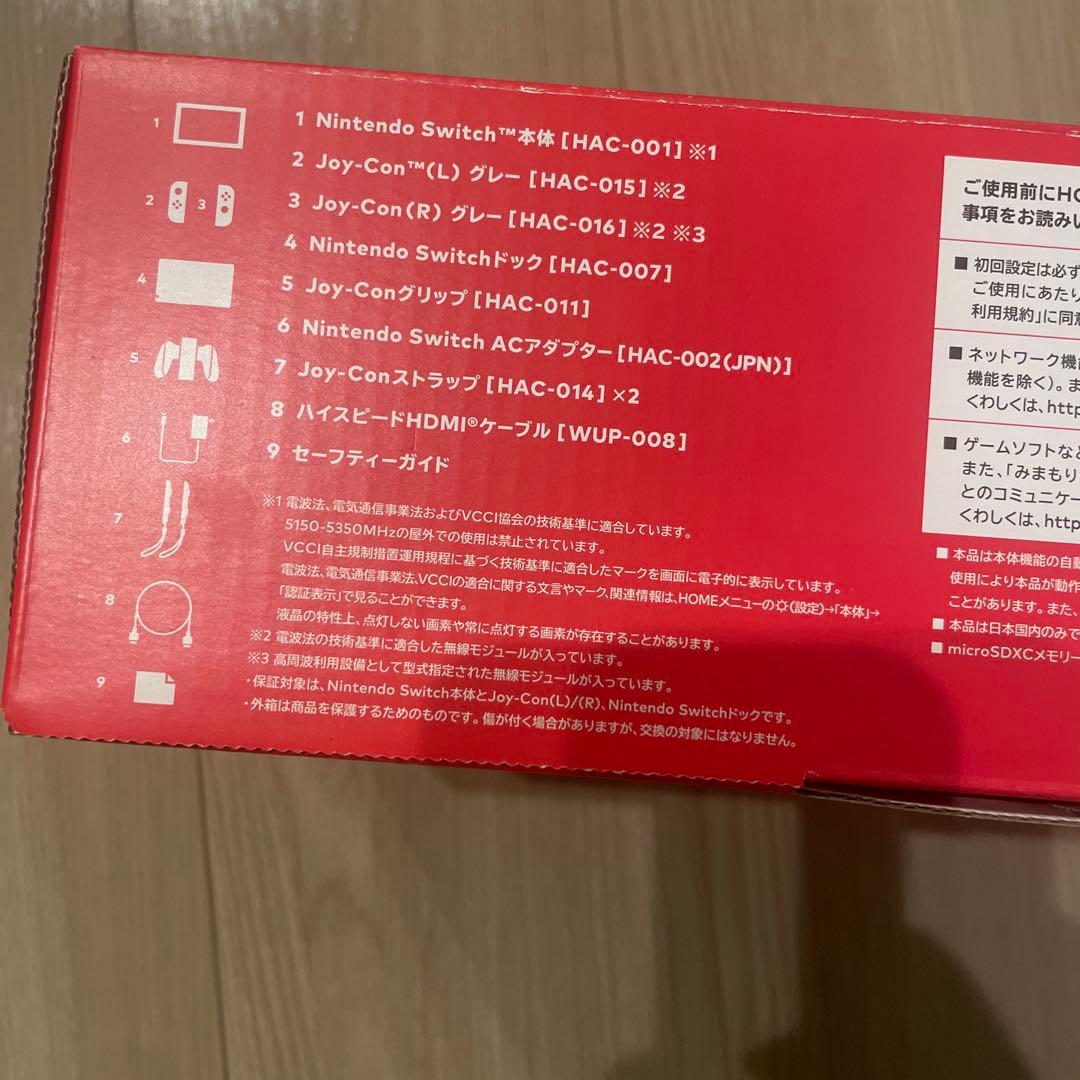 1
2 3
4
5
6
7
8
9
1 Nintendo Switch™本体 [HAC-001] ※1
2 Joy-Con™(L) グレー [HAC-015] ※2
3 Joy-Con(R) グレー [HAC-016] ※2 ※3
4 Nintendo Switchドック [HAC-007]
5 Joy-Conグリップ [HAC-011]
6 Nintendo Switch ACアダプター [HAC-002(JPN)]
7 Joy-Conストラップ [HAC-014] ×2
8 ハイスピードHDMI®ケーブル [WUP-008]
9 セーフティーガイド
※1 電波法、電気通信事業法およびVCCI協会の技術基準に適合しています。
5150-5350MHzの屋外での使用は禁止されています。
VCCI自主規制措置運用規程に基づく技術基準に適合したマークを画面に電子的に表示しています。
電波法、電気通信事業法、VCCIの適合に関する文言やマーク、関連情報は、HOMEメニューの(設定)→「本体」→
「認証表示」で見ることができます。
液晶の特性上、点灯しない画素や常に点灯する画素が存在することがあります。
※2 電波法の技術基準に適合した無線モジュールが入っています。
※3 高周波利用設備として型式指定された無線モジュールが入っています。
・保証対象は、Nintendo Switch本体とJoy-Con(L)/(R)、Nintendo Switchドックです。
・外箱は商品を保護するためのものです。傷が付く場合がありますが、交換の対象にはなりません。
ご使用前にHO
事項をお読みい
■ 初回設定は必ず
ご使用にあたり
利用規約」に同意
■ ネットワーク機能
機能を除く)。ま
くわしくは、http
■ ゲームソフトなど
また、「みまもり
とのコミュニケー
くわしくは、http
■ 本品は本体機能の自動
使用により本品が動作
ことがあります。また、
■ 本品は日本国内のみで
■ microSDXCメモリー